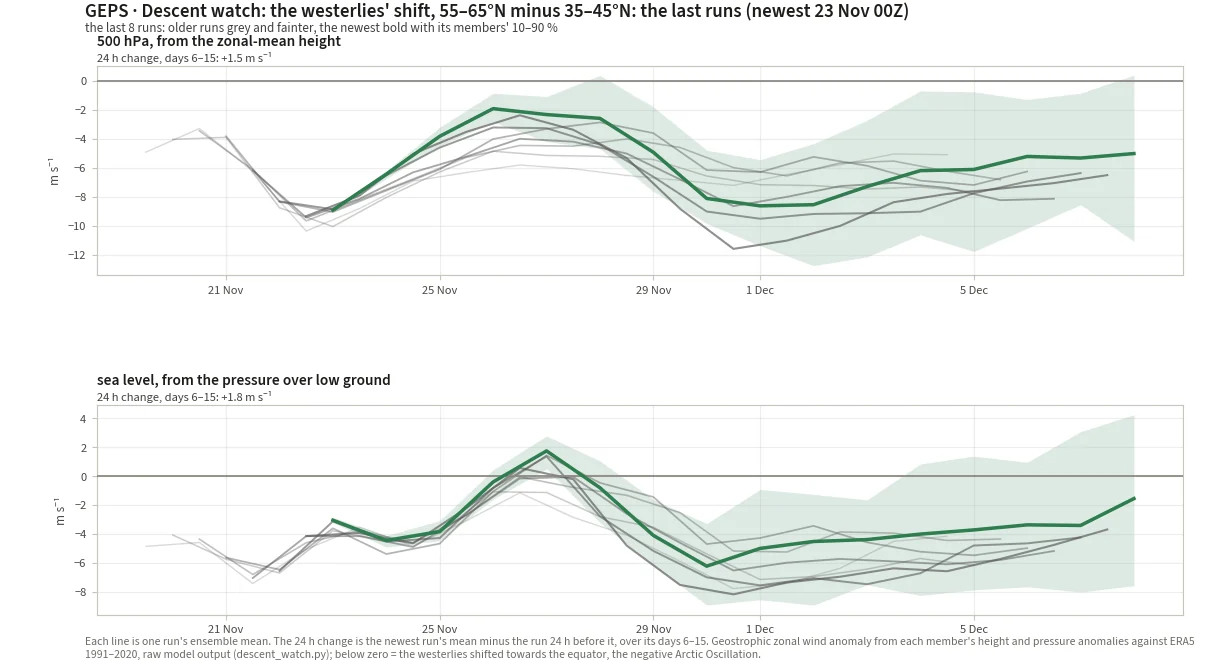 GEPS · Descent watch: the westerlies' shift, 55–65°N minus 35–45°N: the last runs (newest 23 Nov 00Z)
the last 8 runs: older runs grey and fainter, the newest bold with its members' 10–90 %
500 hPa, from the zonal-mean height
24 h change, days 6–15: +1.5 m s⁻¹
0
−2
−4
−6
−8
−10
−12
m s⁻¹
21 Nov
25 Nov
29 Nov
1 Dec
5 Dec
sea level, from the pressure over low ground
24 h change, days 6–15: +1.8 m s⁻¹
4
2
0
−2
−4
−6
−8
m s⁻¹
21 Nov
25 Nov
29 Nov
1 Dec
5 Dec
Each line is one run's ensemble mean. The 24 h change is the newest run's mean minus the run 24 h before it, over its days 6–15. Geostrophic zonal wind anomaly from each member's height and pressure anomalies against ERA5
1991–2020, raw model output (descent_watch.py); below zero = the westerlies shifted towards the equator, the negative Arctic Oscillation.